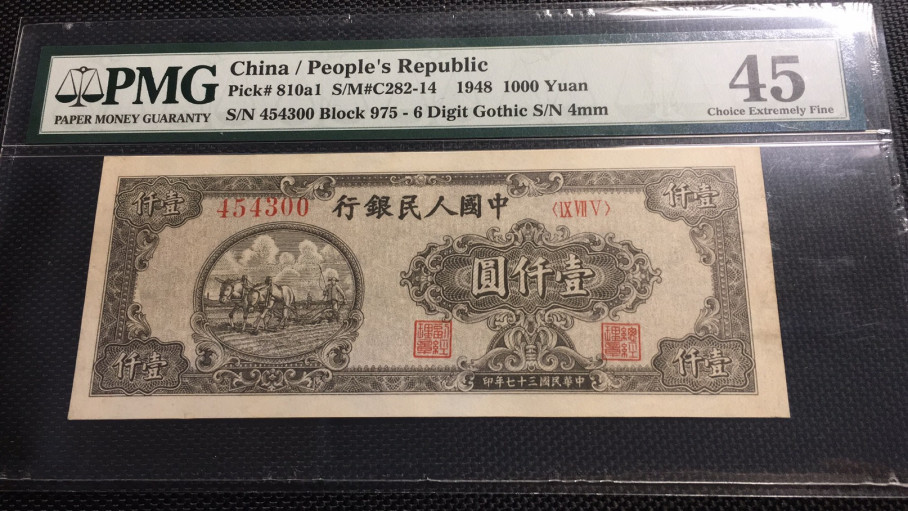 PMG
PAPER MONEY GUARANTY
China / People's Republic
Pick# 810a1 S/M#C282-14 1948 1000 Yuan
S/N 454300 Block 975 - 6 Digit Gothic S/N 4mm
45
Choice Extremely Fine
仟壹
454300
行銀民人國中
〈IX VII V〉
仟壹
圓仟壹
仟壹
印年七十三國民華中
仟壹